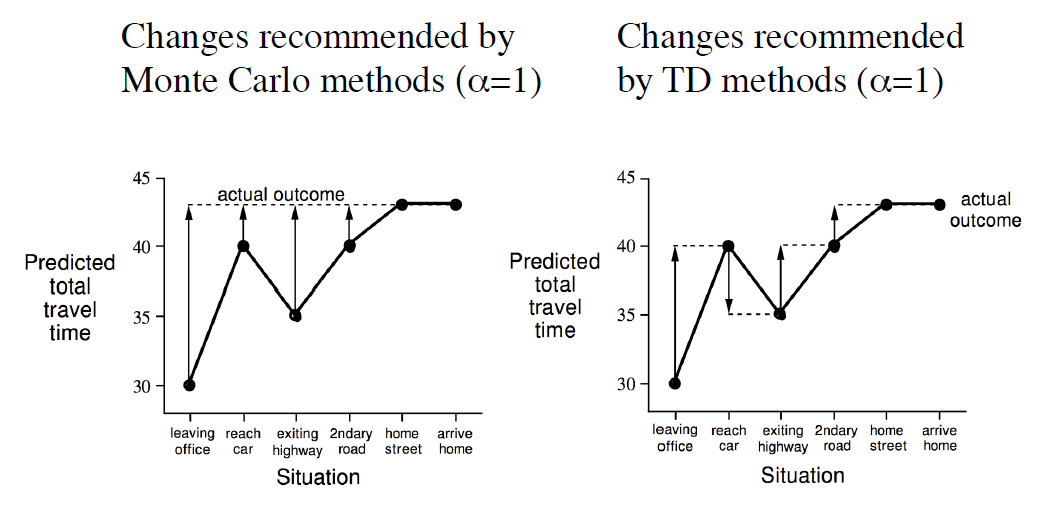 Changes recommended by
Monte Carlo methods (α=1)
Changes recommended
by TD methods (α=1)
45
40
35
30
actual outcome
Predicted
total
travel
time
leaving
office
reach
car
exiting
highway
2ndary
road
home
street
arrive
home
Situation
45
40
35
30
actual
outcome
Predicted
total
travel
time
leaving
office
reach
car
exiting
highway
2ndary
road
home
street
arrive
home
Situation